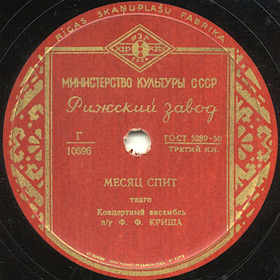 RĪGAS SKAŅUPLAŠU FABRIKA
МИНИСТЕРСТВО КУЛЬТУРЫ СССР
Рижский завод
Г
10696
ГОСТ 5289-50
ТРЕТИЙ КЛ.
МЕСЯЦ СПИТ
танго
Концертный ансамбль
п/у Ф. Ф. КРИША